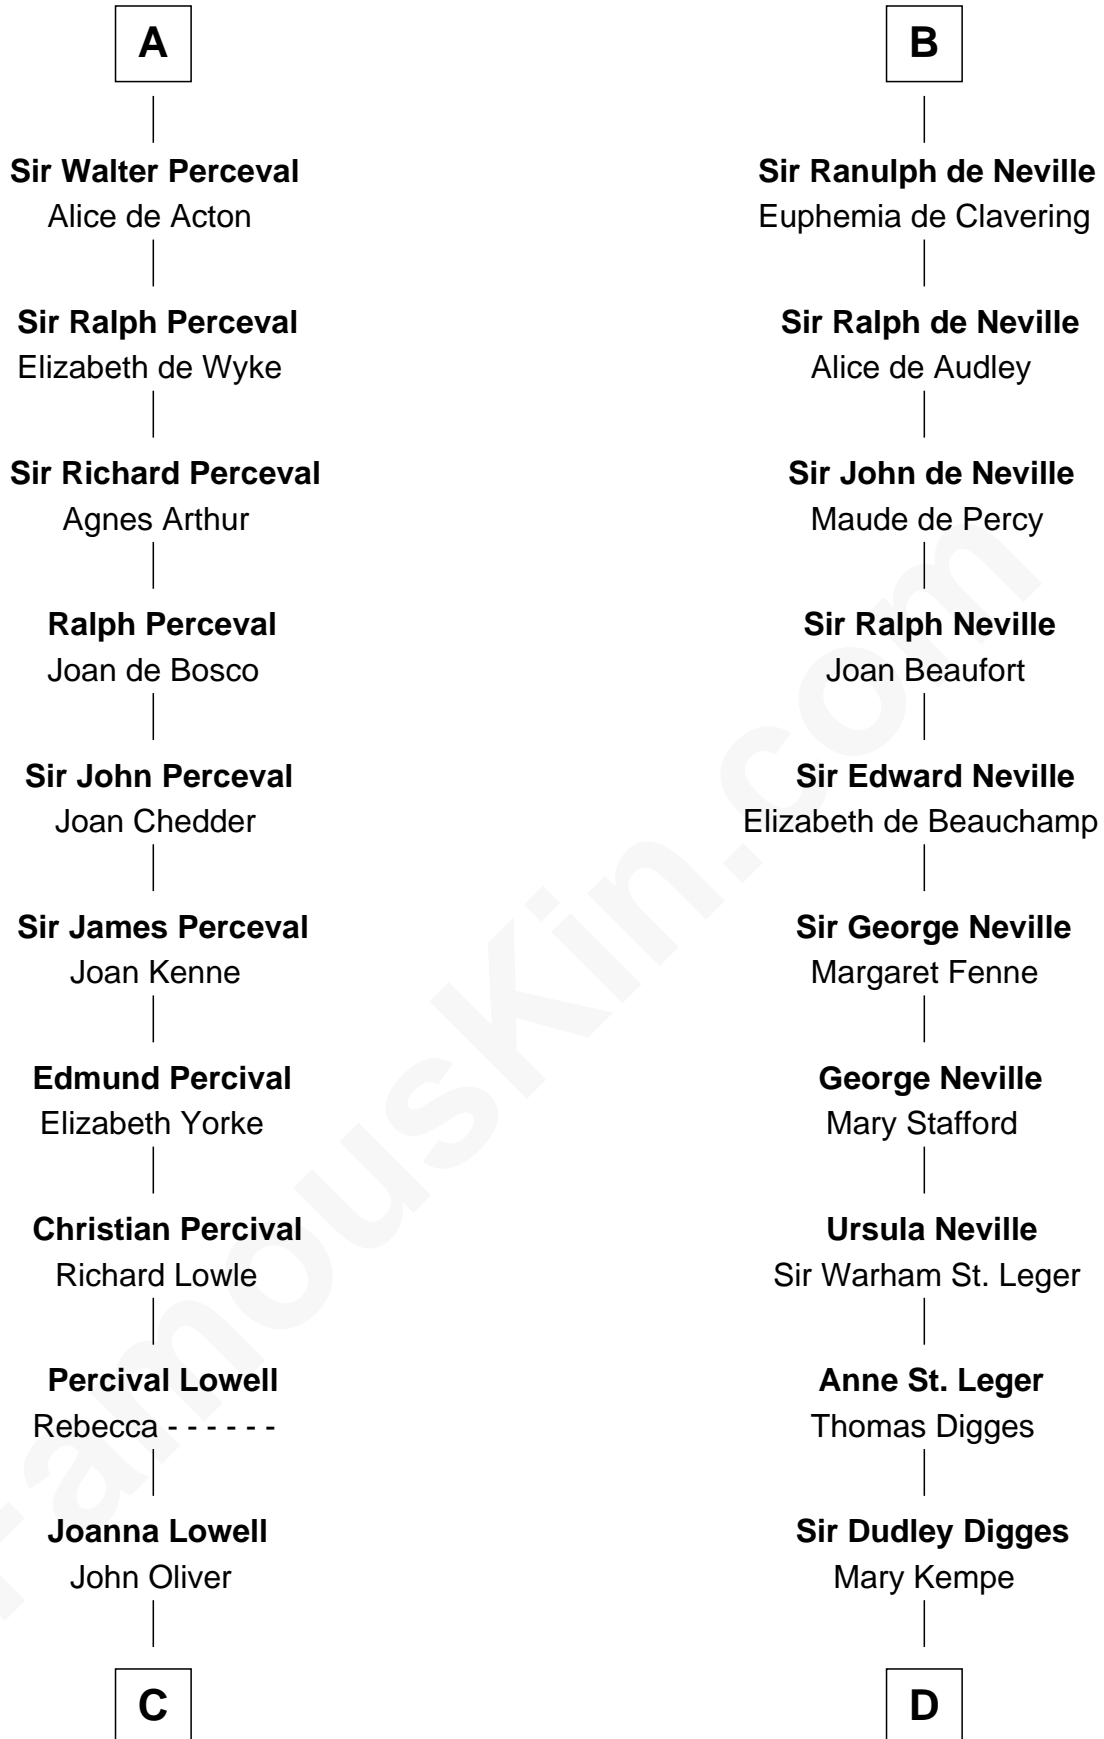 A
Sir Walter Perceval
Alice de Acton
Sir Ralph Perceval
Elizabeth de Wyke
Sir Richard Perceval
Agnes Arthur
Ralph Perceval
Joan de Bosco
Sir John Perceval
Joan Chedder
Sir James Perceval
Joan Kenne
Edmund Percival
Elizabeth Yorke
Christian Percival
Richard Lowle
Percival Lowell
Rebecca - - - - - -
Joanna Lowell
John Oliver
C
B
Sir Ranulph de Neville
Euphemia de Clavering
Sir Ralph de Neville
Alice de Audley
Sir John de Neville
Maude de Percy
Sir Ralph Neville
Joan Beaufort
Sir Edward Neville
Elizabeth de Beauchamp
Sir George Neville
Margaret Fenne
George Neville
Mary Stafford
Ursula Neville
Sir Warham St. Leger
Anne St. Leger
Thomas Digges
Sir Dudley Digges
Mary Kempe
D
FamousKin.com